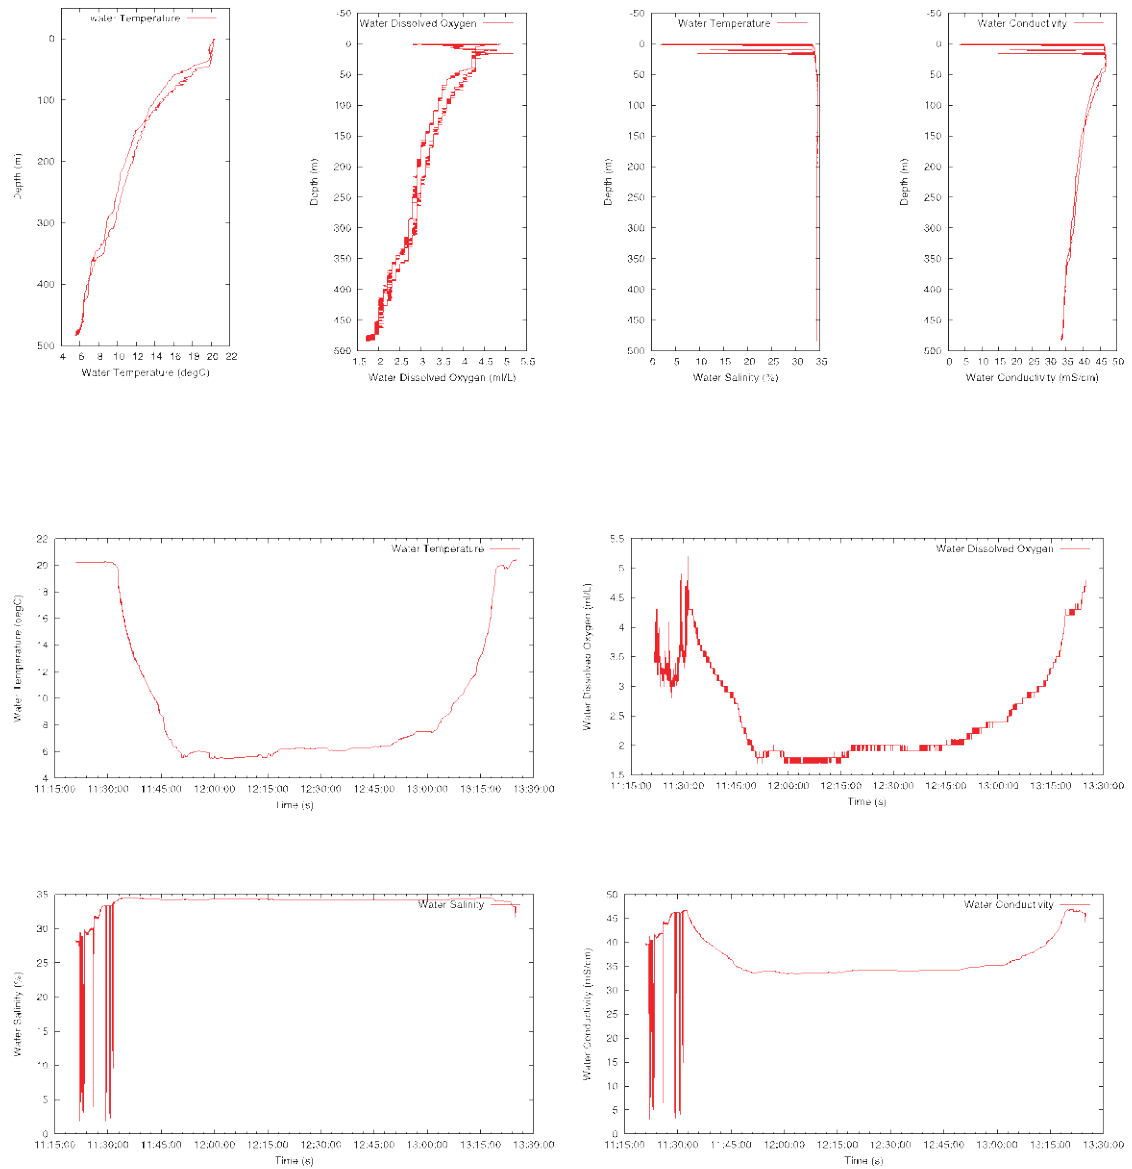 water Temperature
0
100
200
300
400
500
Depth (m)
4 6 8 10 12 14 16 18 20 22
Water Temperature (degC)
Water Dissolved Oxygen
-50
0
50
100
150
200
250
300
350
400
450
500
Depth (m)
1.5 2 2.5 3 3.5 4 4.5 5 5.5
Water Dissolved Oxygen (ml/L)
Water Temperature
-50
0
50
100
150
200
250
300
350
400
450
500
Depth (m)
0 5 10 15 20 25 30 35
Water Salinity (%)
Water Conductivity
-50
0
50
100
150
200
250
300
350
400
450
500
Depth (m)
0 5 10 15 20 25 30 35 40 45 50
Water Conductivity (mS/cm)
Water Temperature
22
20
18
16
14
12
10
8
6
4
Water Temperature (degC)
11:15:00 11:30:00 11:45:00 12:00:00 12:15:00 12:30:00 12:45:00 13:00:00 13:15:00 13:30:00
Time (s)
Water Dissolved Oxygen
5.5
5
4.5
4
3.5
3
2.5
2
1.5
Water Dissolved Oxygen (ml/L)
11:15:00 11:30:00 11:45:00 12:00:00 12:15:00 12:30:00 12:45:00 13:00:00 13:15:00 13:30:00
Time (s)
Water Salinity
35
30
25
20
15
10
5
0
Water Salinity (%)
11:15:00 11:30:00 11:45:00 12:00:00 12:15:00 12:30:00 12:45:00 13:00:00 13:15:00 13:30:00
Time (s)
Water Conductivity
50
45
40
35
30
25
20
15
10
5
0
Water Conductivity (mS/cm)
11:15:00 11:30:00 11:45:00 12:00:00 12:15:00 12:30:00 12:45:00 13:00:00 13:15:00 13:30:00
Time (s)